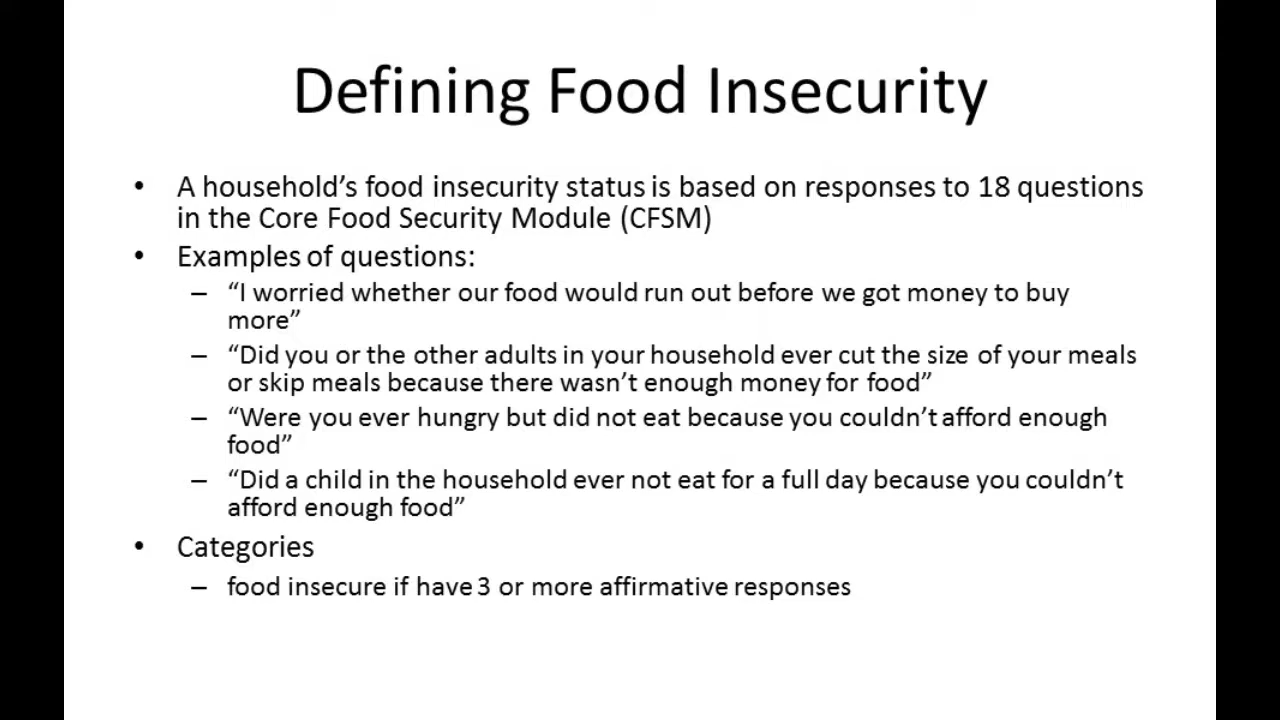 Defining Food Insecurity
• A household’s food insecurity status is based on responses to 18 questions
in the Core Food Security Module (CFSM)
• Examples of questions:
– “I worried whether our food would run out before we got money to buy
more”
– “Did you or the other adults in your household ever cut the size of your meals
or skip meals because there wasn’t enough money for food”
– “Were you ever hungry but did not eat because you couldn’t afford enough
food”
– “Did a child in the household ever not eat for a full day because you couldn’t
afford enough food”
• Categories
– food insecure if have 3 or more affirmative responses